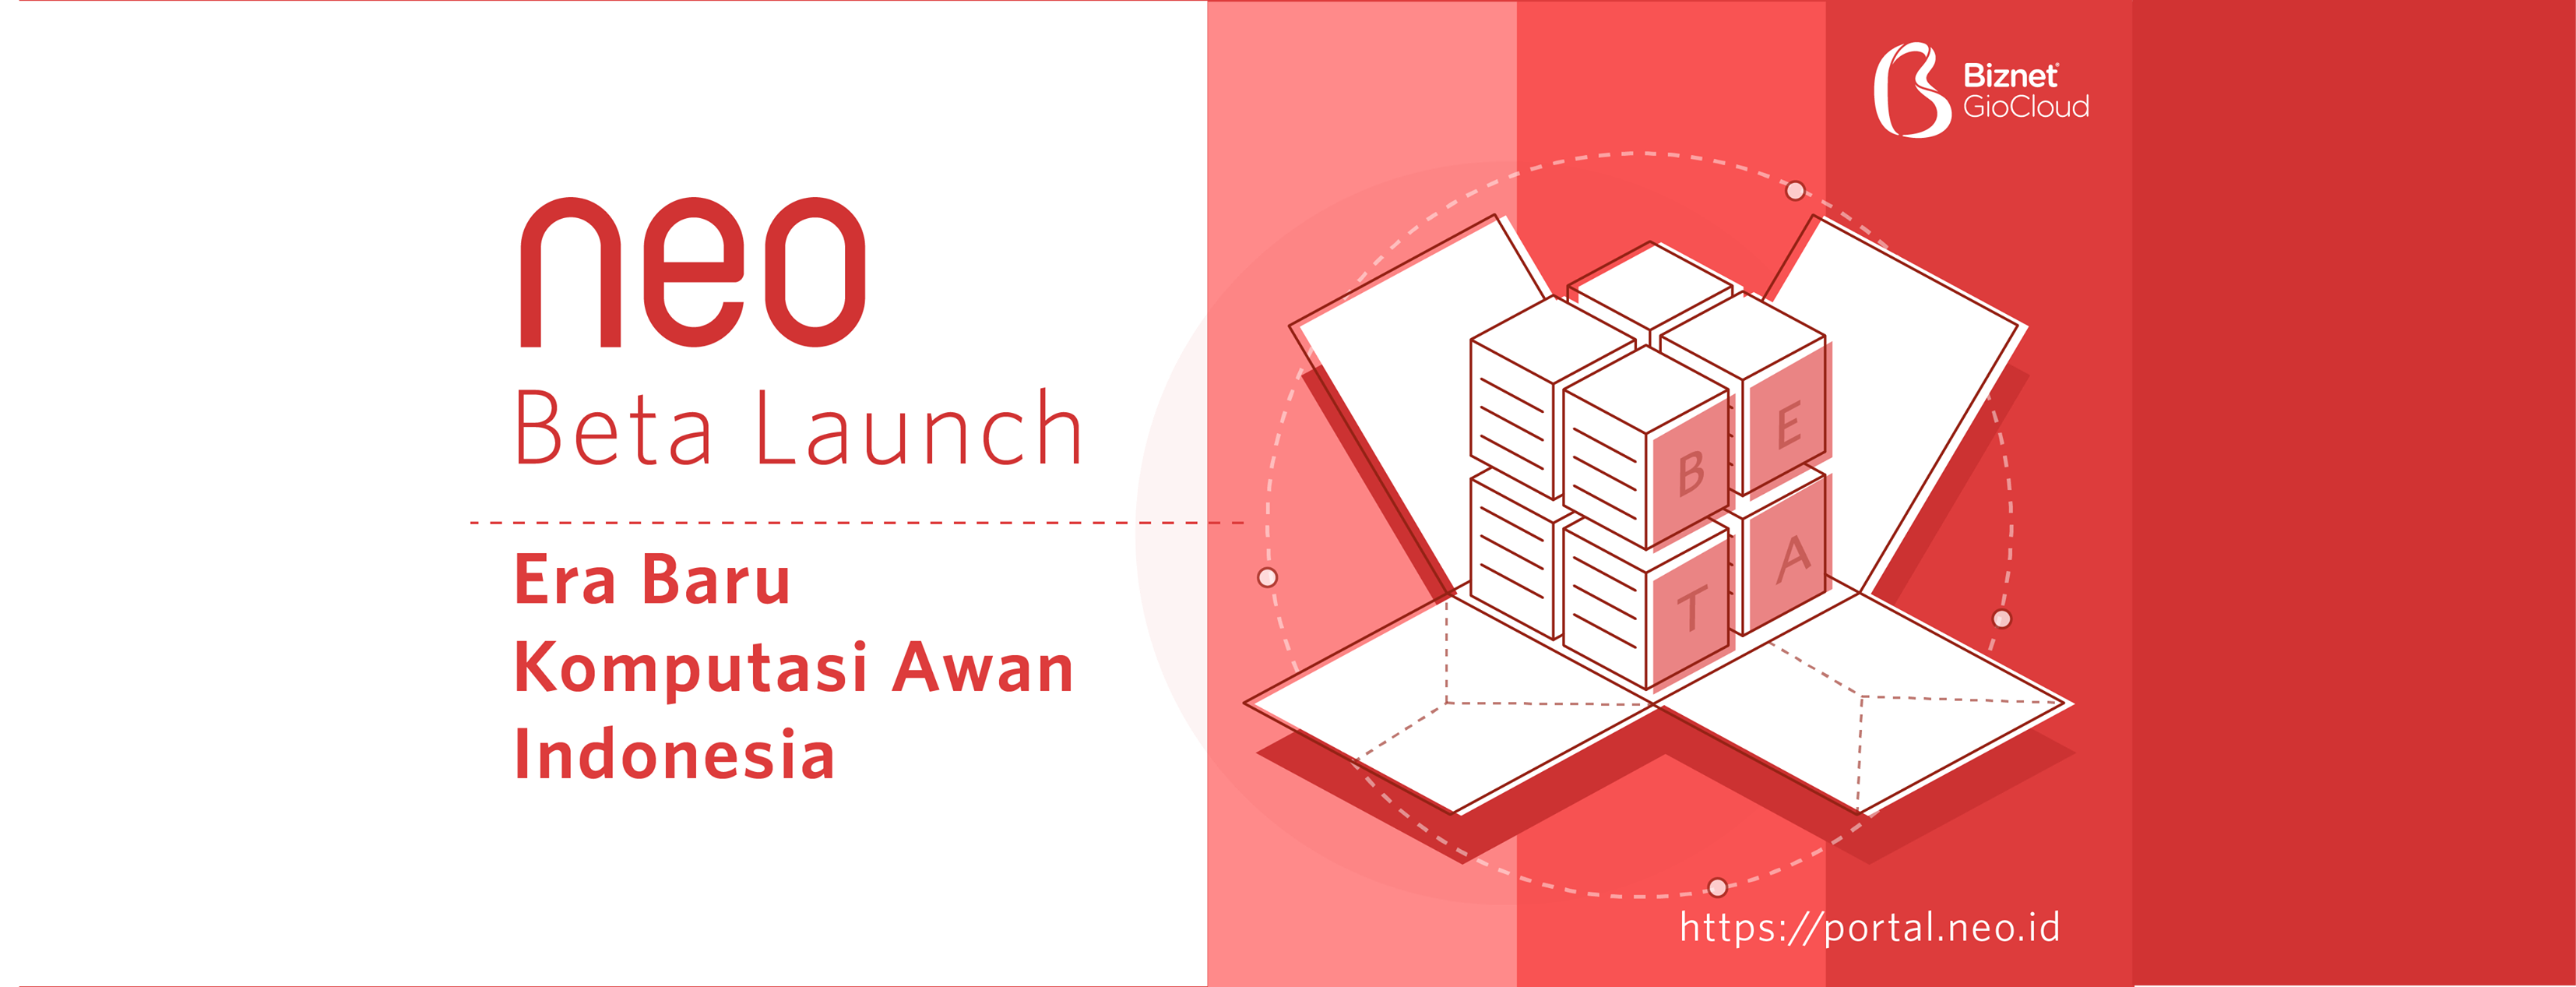 neo
Beta Launch
Era Baru
Komputasi Awan
Indonesia
Biznet
GioCloud
B E
T A
https://portal.neo.id